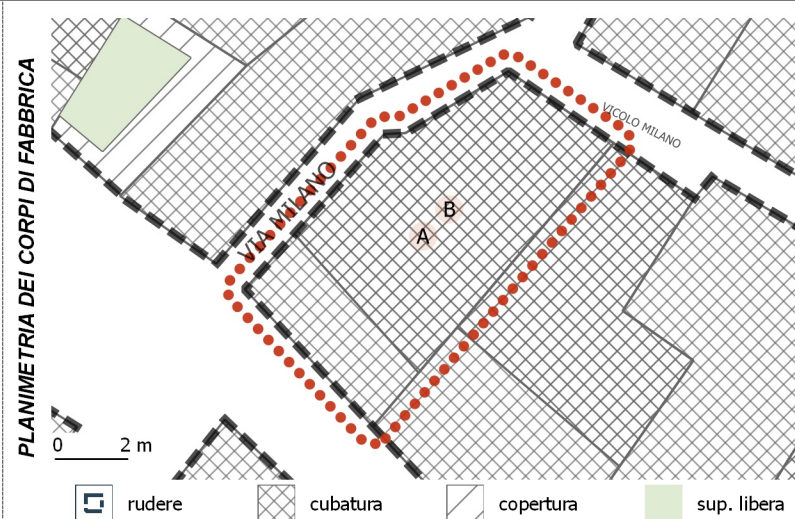 PLANIMETRIA DEI CORPI DI FABBRICA
VICOLO MILANO
VIA MILANO
B
A
0 2 m
rudere cubatura copertura sup. libera